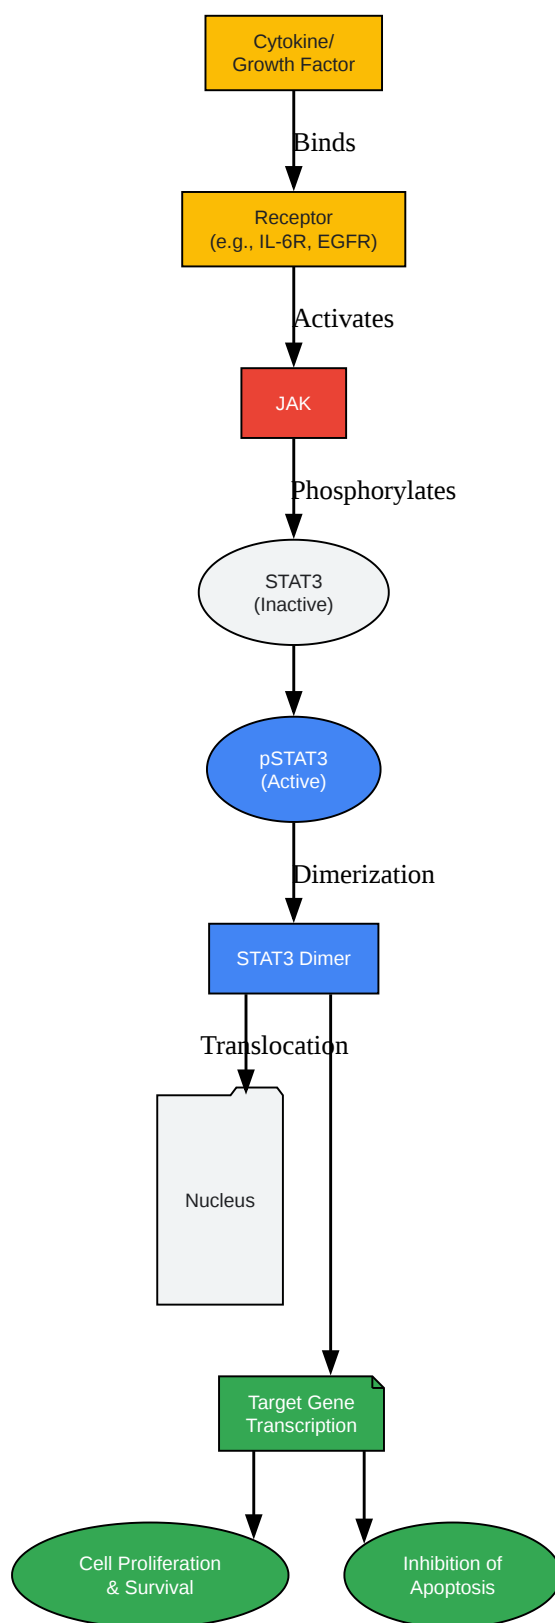 Cytokine/
Growth Factor
Binds
Receptor
(e.g., IL-6R, EGFR)
Activates
JAK
Phosphorylates
STAT3
(Inactive)
pSTAT3
(Active)
Dimerization
STAT3 Dimer
Translocation
Nucleus
Target Gene
Transcription
Cell Proliferation
& Survival
Inhibition of
Apoptosis